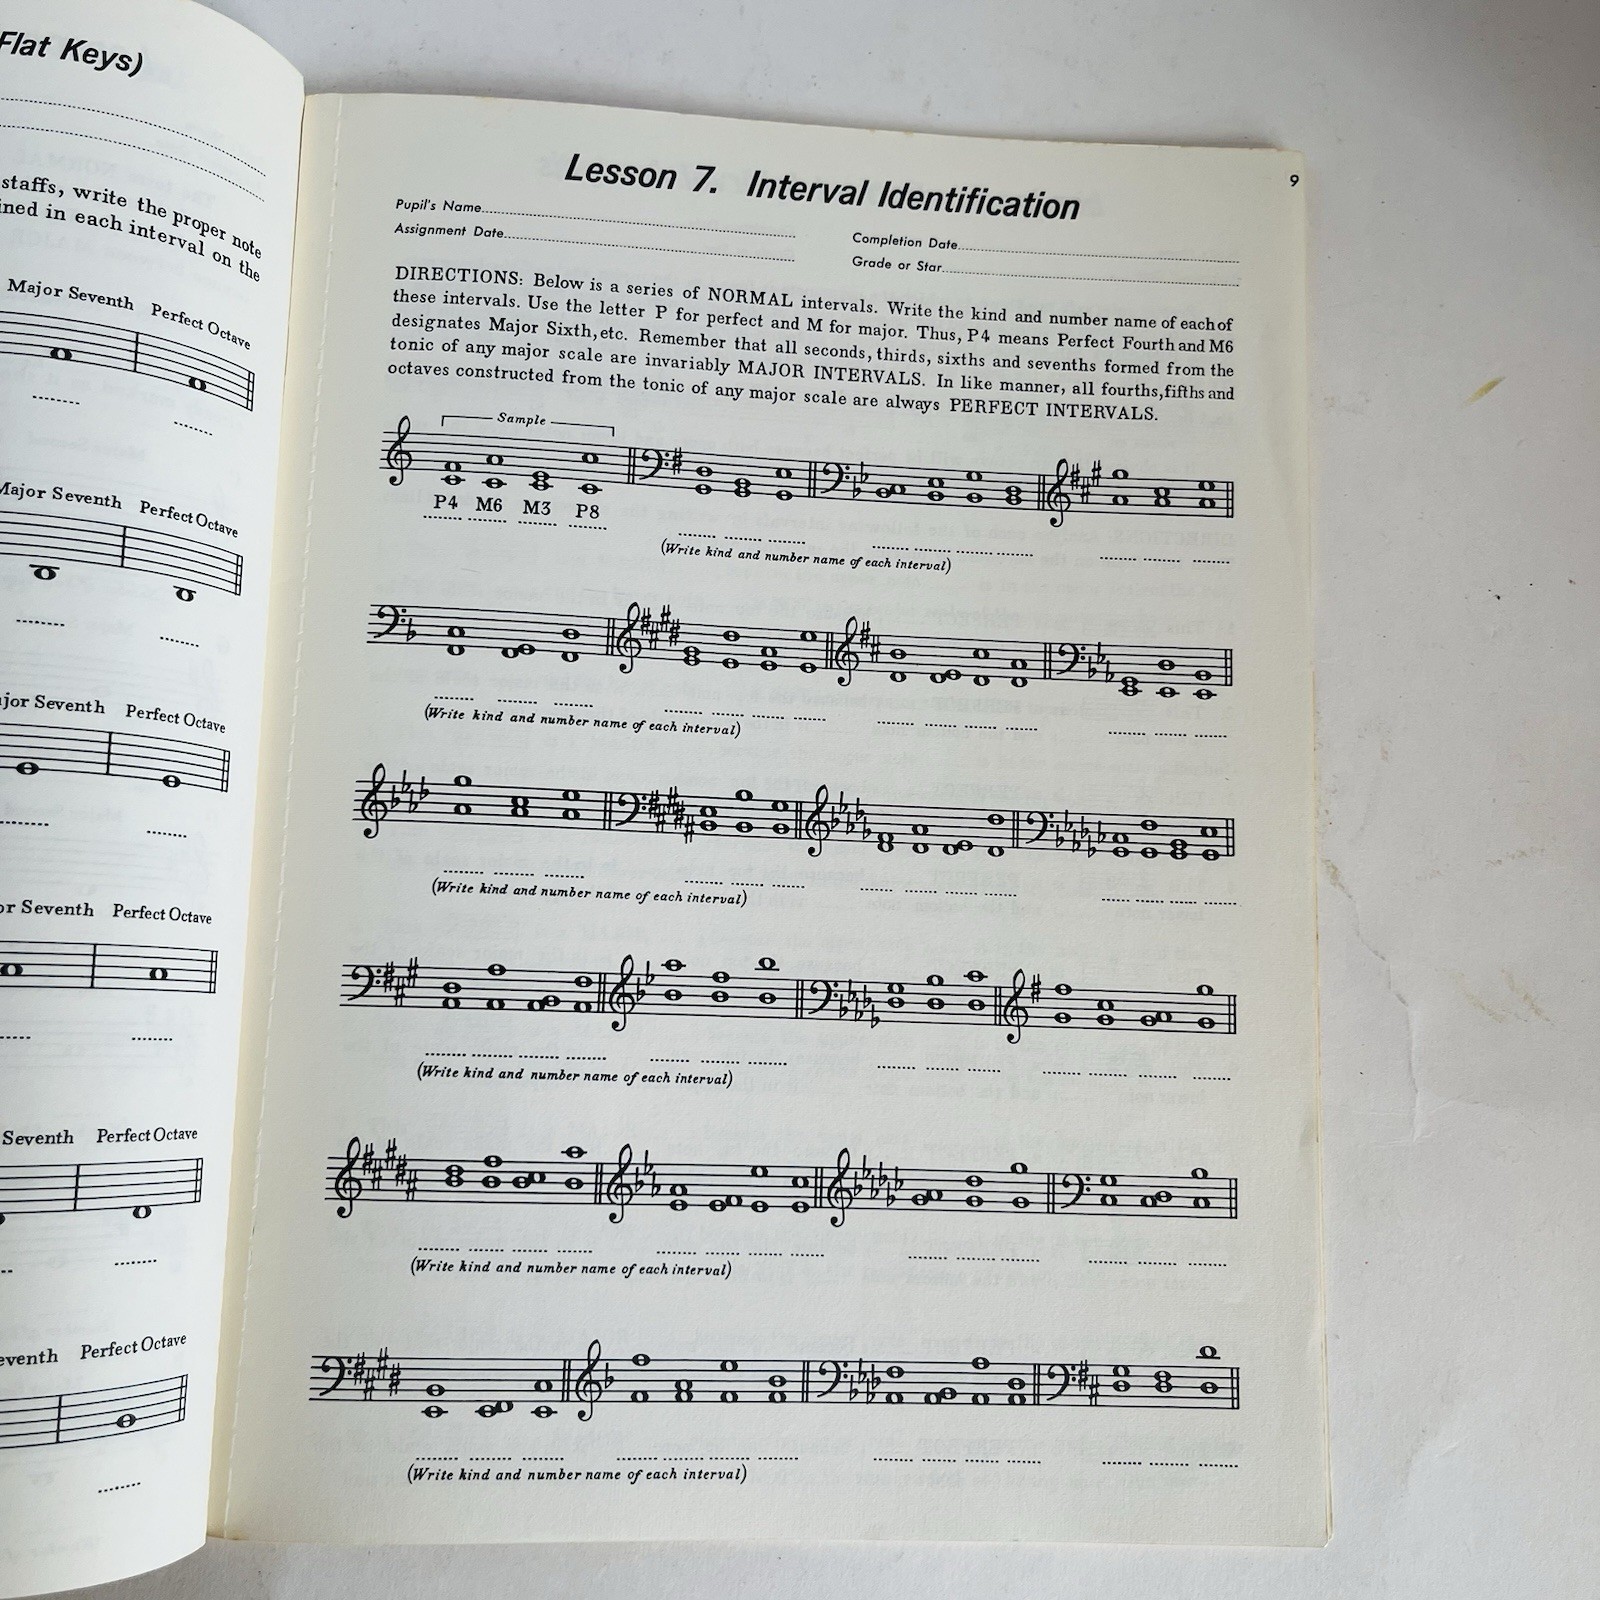 Flat Keys)
staffs, write the proper note
ined in each interval on the
Major Seventh Perfect Octave
Major Seventh Perfect Octave
jor Seventh Perfect Octave
or Seventh Perfect Octave
Seventh Perfect Octave
eventh Perfect Octave
9
Lesson 7. Interval Identification
Pupil's Name
Completion Date
Assignment Date
Grade or Star
DIRECTIONS: Below is a series of NORMAL intervals. Write the kind and number name of each of
these intervals. Use the letter P for perfect and M for major. Thus, P4 means Perfect Fourth and M6
designates Major Sixth, etc. Remember that all seconds, thirds, sixths and sevenths formed from the
tonic of any major scale are invariably MAJOR INTERVALS. In like manner, all fourths, fifths and
octaves constructed from the tonic of any major scale are always PERFECT INTERVALS.
Sample
P4 M6 M3 P8
(Write kind and number name of each interval)
(Write kind and number name of each interval)
(Write kind and number name of each interval)
(Write kind and number name of each interval)
(Write kind and number name of each interval)
(Write kind and number name of each interval)